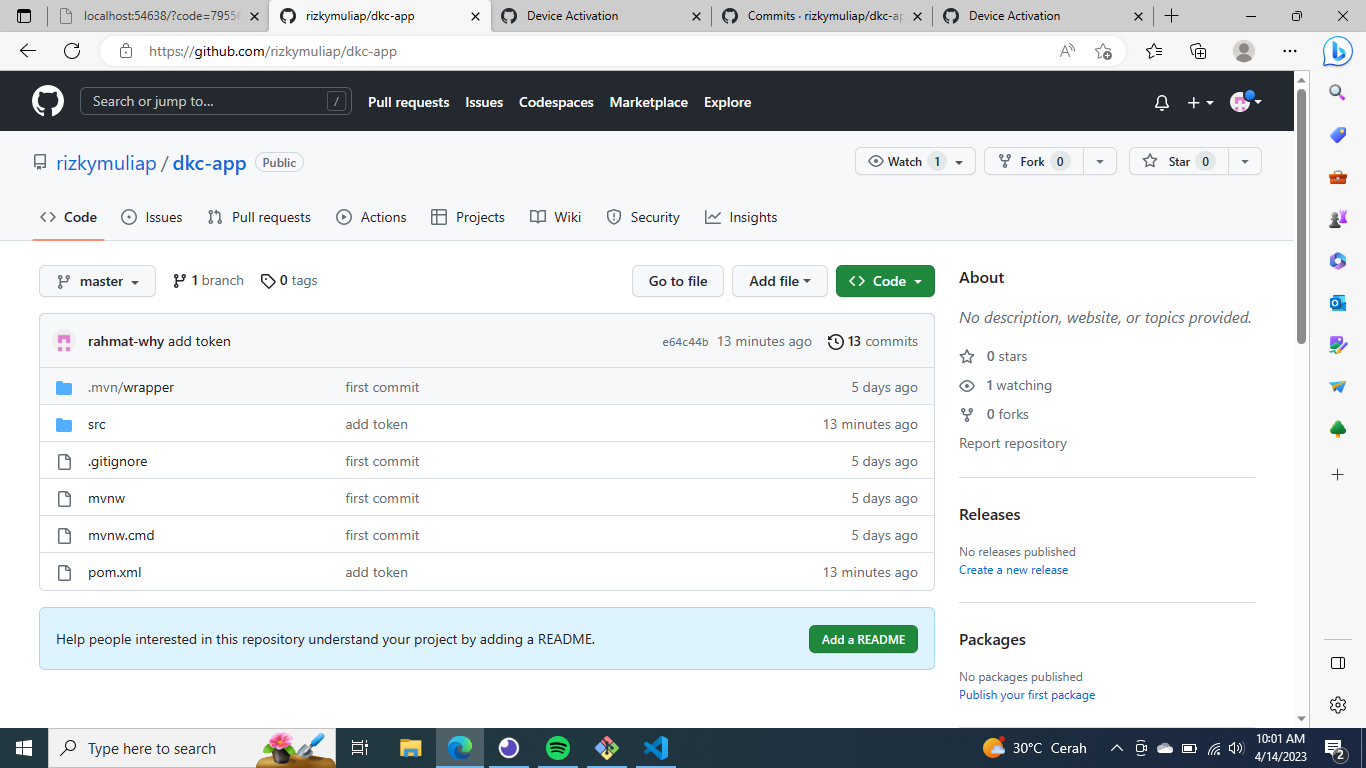 localhost:54638/?code=79556
rizkymuliap/dkc-app
Device Activation
Commits · rizkymuliap/dkc-ap
Device Activation
https://github.com/rizkymuliap/dkc-app
Search or jump to... /
Pull requests Issues Codespaces Marketplace Explore
rizkymuliap / dkc-app Public
Watch 1 Fork 0 Star 0
Code Issues Pull requests Actions Projects Wiki Security Insights
master 1 branch 0 tags Go to file Add file Code
rahmat-why add token e64c44b 13 minutes ago 13 commits
.mvn/wrapper first commit 5 days ago
src add token 13 minutes ago
.gitignore first commit 5 days ago
mvnw first commit 5 days ago
mvnw.cmd first commit 5 days ago
pom.xml add token 13 minutes ago
Help people interested in this repository understand your project by adding a README. Add a README
About
No description, website, or topics provided.
0 stars
1 watching
0 forks
Report repository
Releases
No releases published
Create a new release
Packages
No packages published
Publish your first package
Type here to search
30°C Cerah
10:01 AM
4/14/2023
2